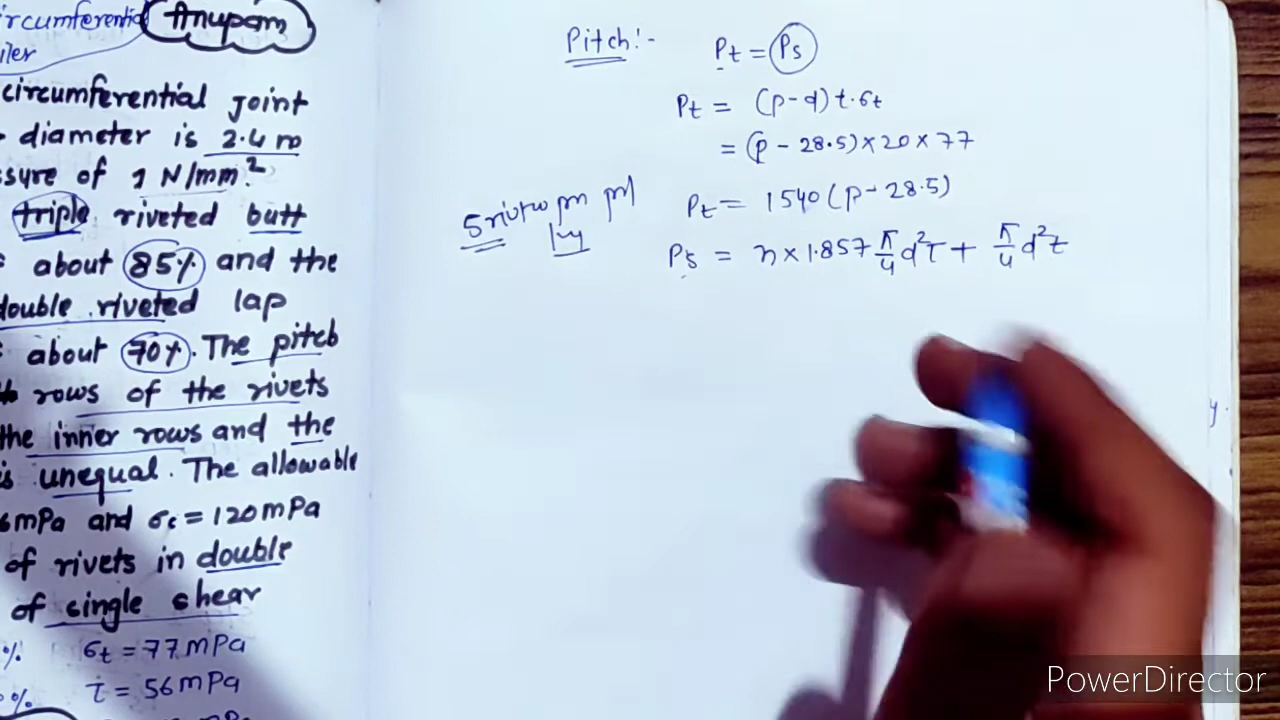 ircumferential Anupam
iler
circumferential joint
diameter is 2.4 m
ssure of 1 N/mm².
triple riveted butt
about 85% and the
double riveted lap
about 70%. The pitch
rows of the rivets
the inner rows and the
is unequal. The allowable
6 mPa and σc = 120 mPa
of rivets in double
of single shear
% σt = 77 mPa
% τ = 56 mPa
Pitch:-
Pt = Ps
Pt = (p-d) t.σt
= (p - 28.5) × 20 × 77
Pt = 1540 (p - 28.5)
5
Ps = n × 1.857 π/4 d²τ + π/4 d²τ
y.
PowerDirector